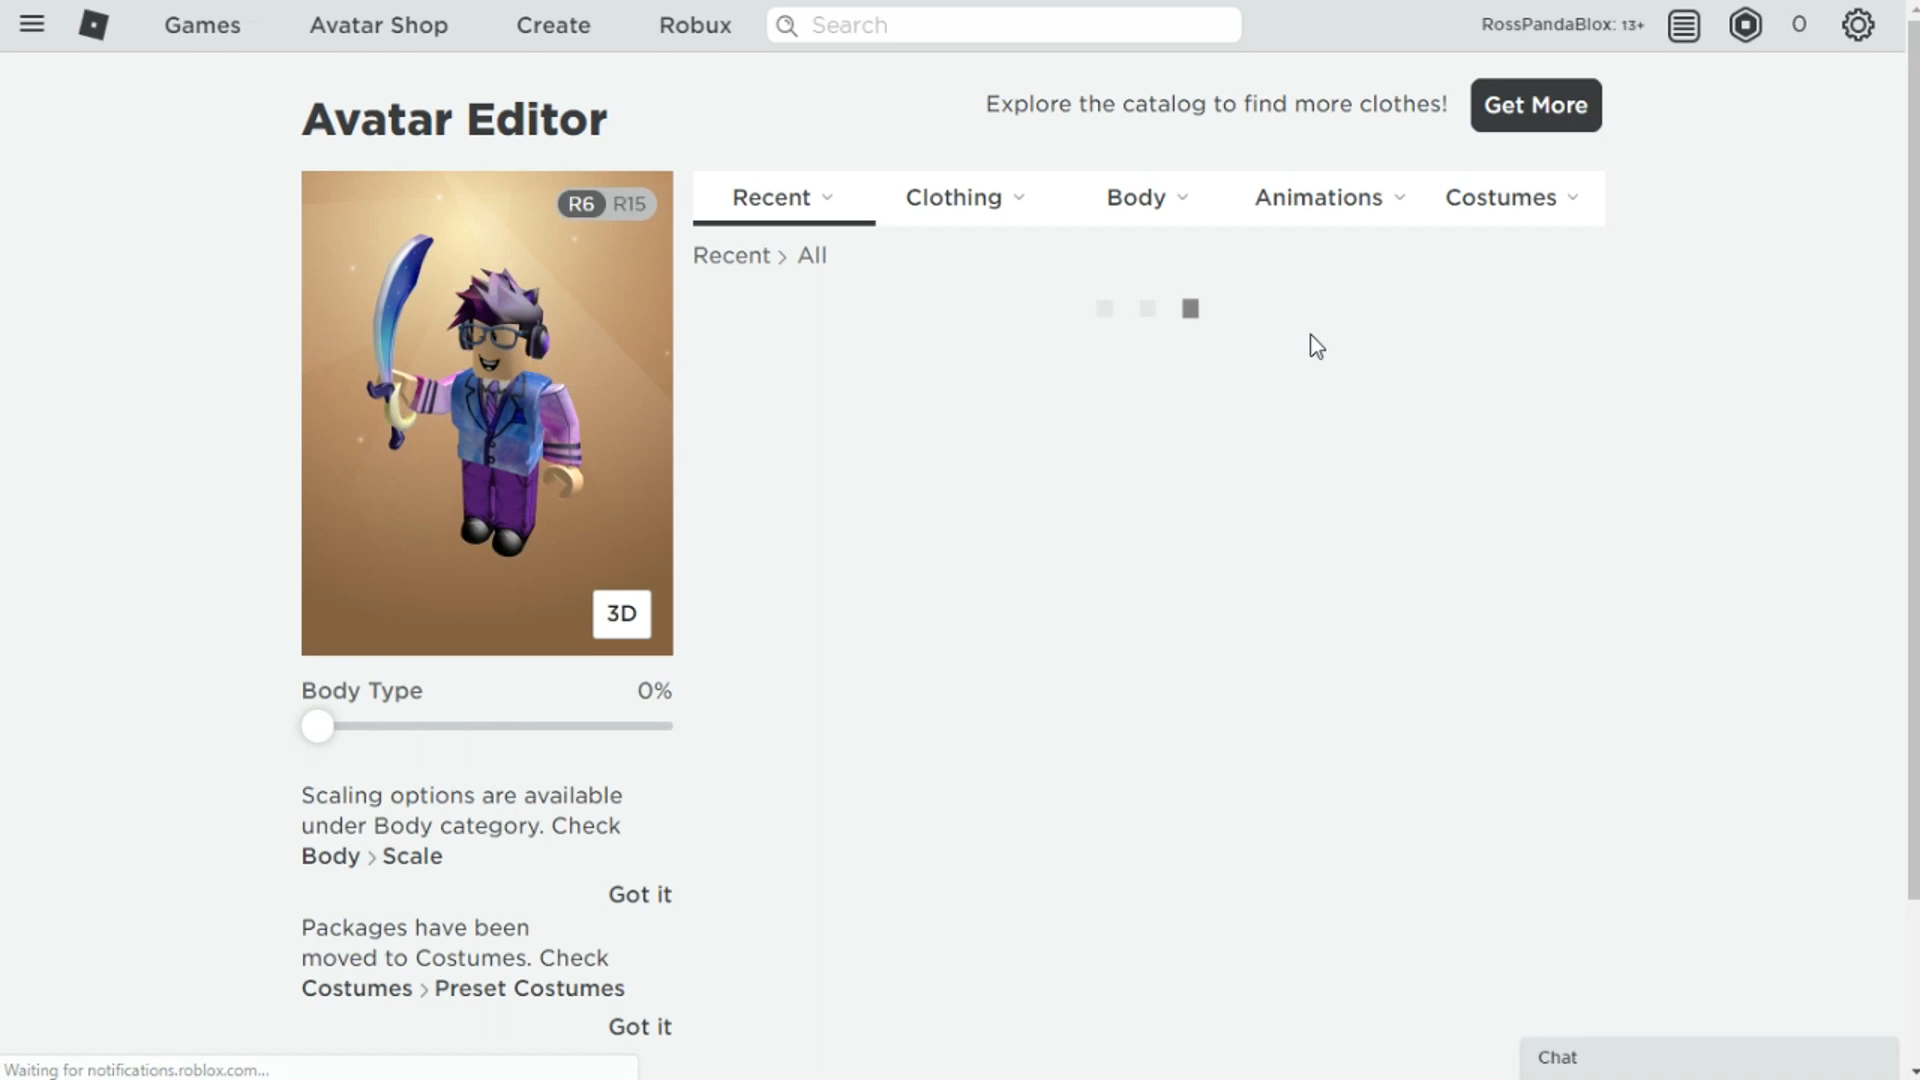 Games
Avatar Shop
Create
Robux
Search
RossPandaBlox: 13+
0
Avatar Editor
Explore the catalog to find more clothes!
Get More
R6 R15
Recent
Clothing
Body
Animations
Costumes
Recent > All
3D
Body Type 0%
Scaling options are available
under Body category. Check
Body > Scale
Got it
Packages have been
moved to Costumes. Check
Costumes > Preset Costumes
Got it
Chat
Waiting for notifications.roblox.com...